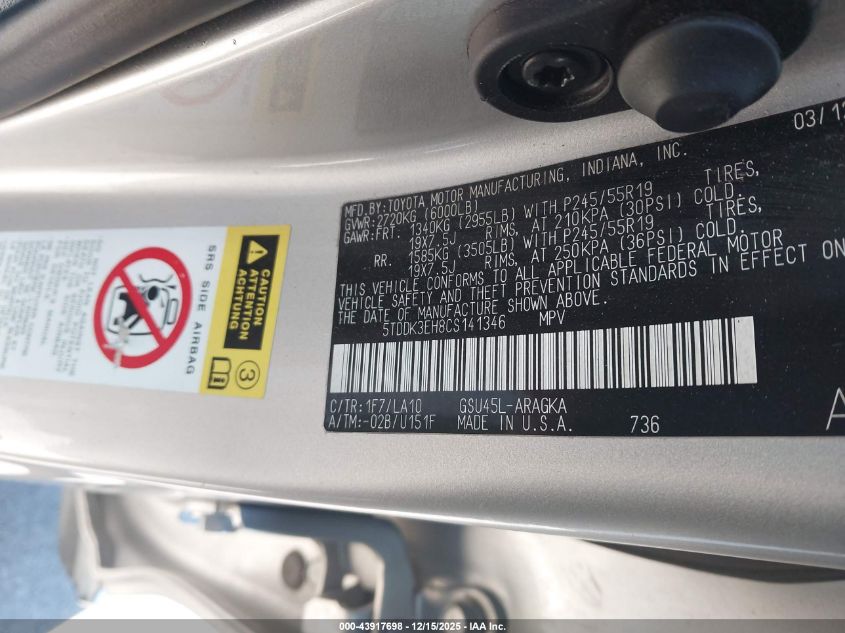 03/1
MFD.BY:TOYOTA MOTOR MANUFACTURING, INDIANA, INC.
GVWR:2720KG (6000LB)
GAWR:FRT. 1340KG (2955LB) WITH P245/55R19 TIRES,
19X7.5J RIMS, AT 210KPA (30PSI) COLD.
RR. 1585KG (3505LB) WITH P245/55R19 TIRES,
19X7.5J RIMS, AT 250KPA (36PSI) COLD.
THIS VEHICLE CONFORMS TO ALL APPLICABLE FEDERAL MOTOR
VEHICLE SAFETY AND THEFT PREVENTION STANDARDS IN EFFECT ON
THE DATE OF MANUFACTURE SHOWN ABOVE.
5TDDK3EH8CS141346 MPV
C/TR:1F7/LA10 GSU45L-ARAGKA
A/TM:-02B/U151F MADE IN U.S.A. 736
A
SRS SIDE AIRBAG
CAUTION
ATTENTION
ACHTUNG
3
000-43917698 - 12/15/2025 - IAA Inc.